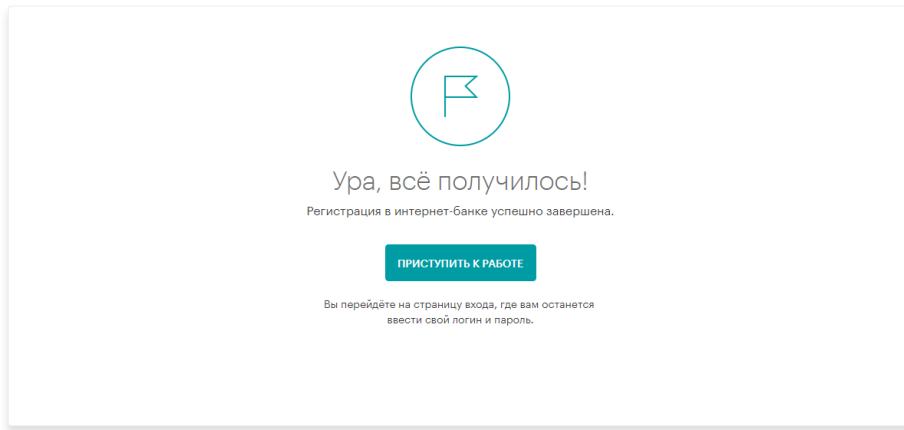 Ура, всё получилось!
Регистрация в интернет-банке успешно завершена.
ПРИСТУПИТЬ К РАБОТЕ
Вы перейдёте на страницу входа, где вам останется
ввести свой логин и пароль.